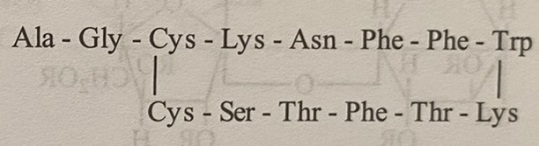 Ala - Gly - Cys - Lys - Asn - Phe - Phe - Trp
Cys - Ser - Thr - Phe - Thr - Lys